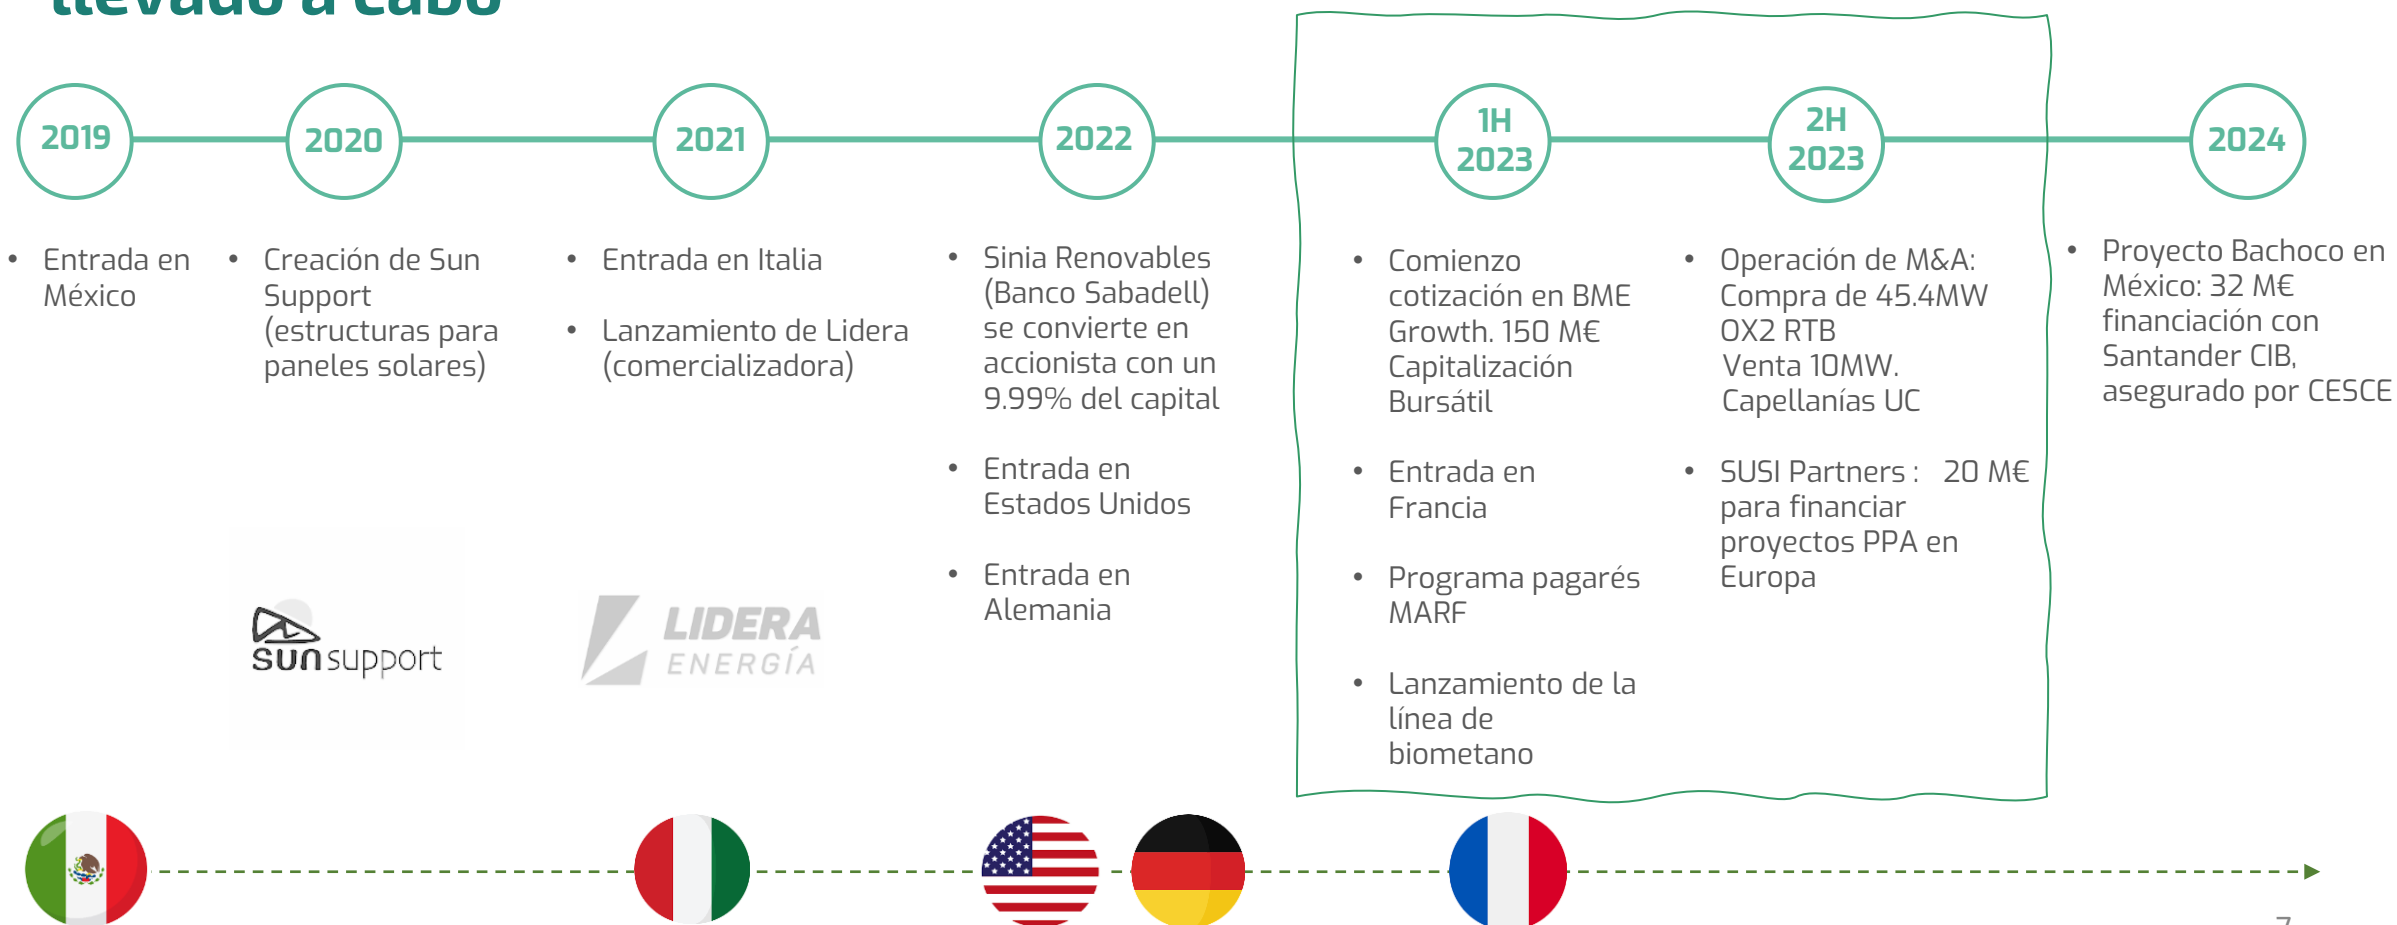 llevado a cabo
2019
2020
2021
2022
1H
2023
2H
2023
2024
• Entrada en
México
• Creación de Sun
Support
(estructuras para
paneles solares)
• Entrada en Italia
• Lanzamiento de Lidera
(comercializadora)
• Sinia Renovables
(Banco Sabadell)
se convierte en
accionista con un
9.99% del capital
• Entrada en
Estados Unidos
• Entrada en
Alemania
• Comienzo
cotización en BME
Growth. 150 M€
Capitalización
Bursátil
• Entrada en
Francia
• Programa pagarés
MARF
• Lanzamiento de la
línea de
biometano
• Operación de M&A:
Compra de 45.4MW
OX2 RTB
Venta 10MW.
Capellanías UC
• SUSI Partners : 20 M€
para financiar
proyectos PPA en
Europa
• Proyecto Bachoco en
México: 32 M€
financiación con
Santander CIB,
asegurado por CESCE
sun support
LIDERA
ENERGÍA